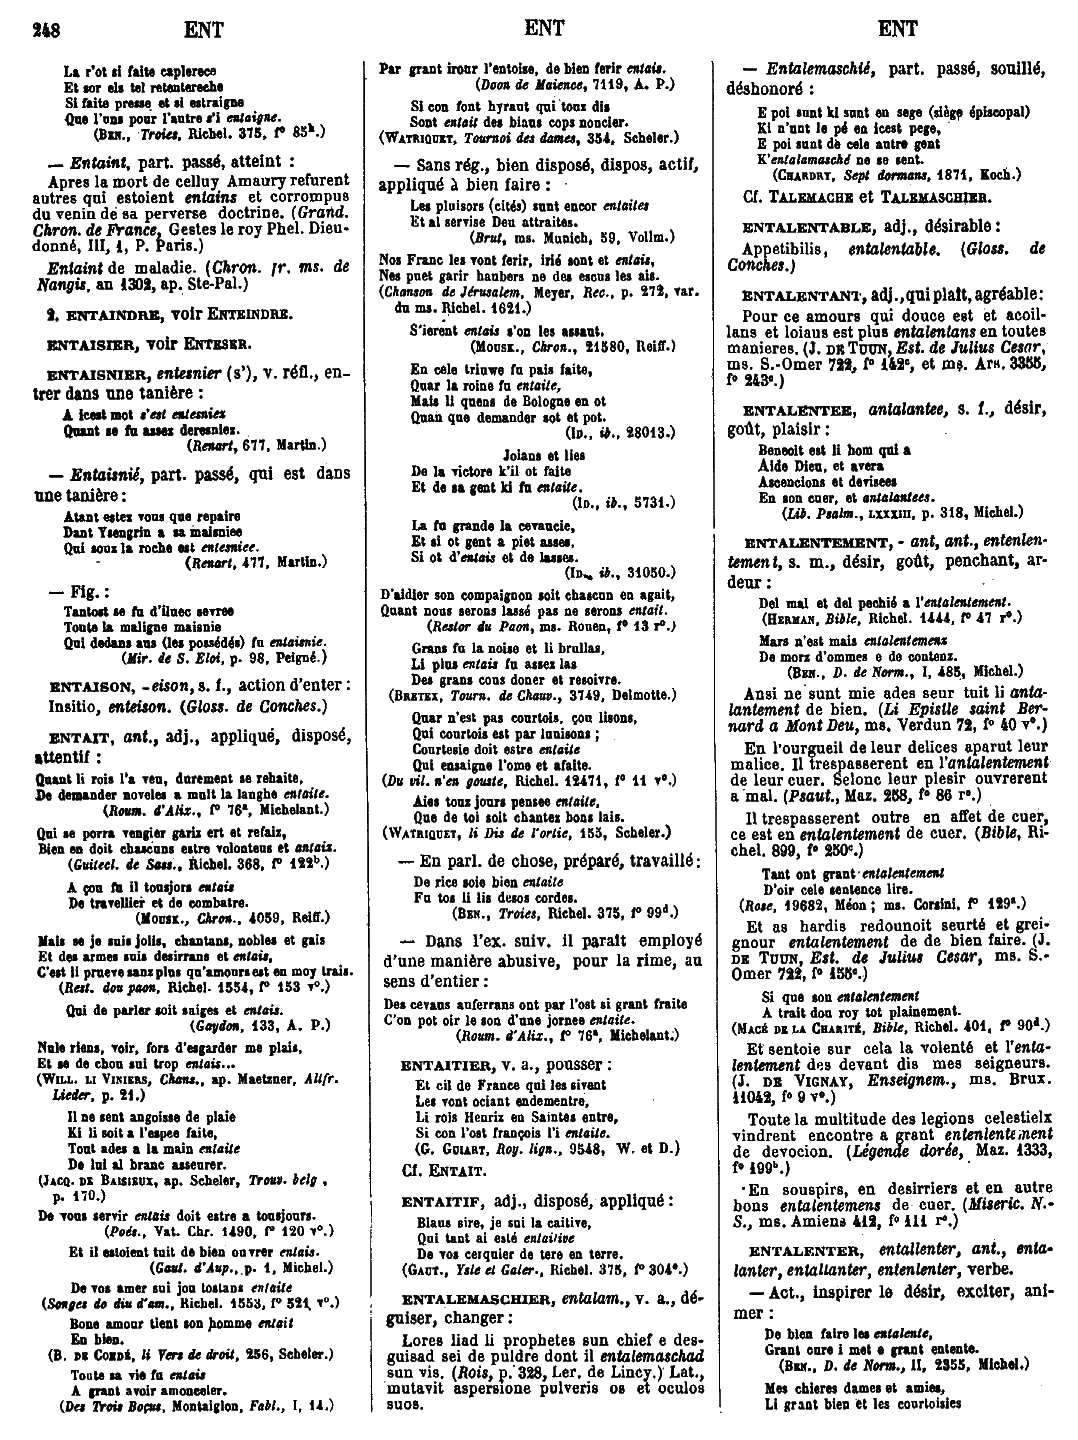 248 ENT
ENT
ENT
La r'ot si faite caplerece
Et sor els tel retentereche
Si faite presse et si estraigne
Que l'uns pour l'autre s'i entaigne.
(BEN., Troies, Richel. 375, f° 85b.)
— Entaint, part. passé, atteint :
Apres la mort de celluy Amaury refurent
autres qui estoient entains et corrompus
du venin de sa perverse doctrine. (Grand.
Chron. de France, Gestes le roy Phel. Dieu-
donné, III, 1, P. Paris.)
Entaint de maladie. (Chron. fr. ms. de
Nangis, an 1302, ap. Ste-Pal.)
2. ENTAINDRE, voir ENTEINDRE.
ENTAISIER, voir ENTESER.
ENTAISNIER, entesnier (s'), v. réfl., en-
trer dans une tanière :
A icest mot s'est entesniez
Quant se fu assez deresniez.
(Renart, 677, Martin.)
— Entaisnié, part. passé, qui est dans
une tanière :
Atant estez vous que repaire
Dant Ysengrin a sa maisniee
Qui souz la roche est entesniee.
(Renart, 477, Martin.)
— Fig. :
Tantost se fu d'iluec sevree
Toute la maligne maisnie
Qui dedans aus (les possédés) fu entaisnie.
(Mir. de S. Eloi, p. 98, Peigné.)
ENTAISON, -eison, s. f., action d'enter :
Insitio, enteison. (Gloss. de Conches.)
ENTAIT, ant., adj., appliqué, disposé,
attentif :
Quant li rois l'a veu, durement se rehaite,
De demander noveles a mult la langhe entaite.
(Roum. d'Alix., f° 76a, Michelant.)
Qui se porra vengier gariz ert et refaiz,
Bien en doit chascuns estre volonteus et antaiz.
(Guitecl. de Sass., Richel. 368, f° 122b.)
A çou fu il tousjors entais
De travellier et de combatre.
(MOUSK., Chron., 4059, Reiff.)
Mais se je suis jolis, chantans, nobles et gais
Et des armes suis desirrans et entais,
C'est li prueve sanz plus qu'amours est en moy trais.
(Rest. dou paon, Richel. 1554, f° 153 v°.)
Qui de parler soit saiges et entais.
(Gaydon, 133, A. P.)
Nule riens, voir, fors d'esgarder me plais,
Et se de chou sui trop entais...
(WILL. LI VINIERS, Chans., ap. Maetzner, Altfr.
Lieder, p. 21.)
Il ne sent angoisse de plaie
Ki li soit a l'espee faite,
Tout ades a la main entaite
De lui al branc asseurer.
(JACQ. DE BAISIEUX, ap. Scheler, Trouv. belg ,
p. 170.)
De vous servir entais doit estre a tousjours.
(Poés., Vat. Chr. 1490, f° 120 v°.)
Et il estoient tuit de bien ouvrer entais.
(Gaut. d'Aup., p. 1, Michel.)
De vos amer sui jou tostans entaite
(Songes do diu d'am., Richel. 1553, f° 521 v°.)
Bone amour tient son homme entait
En bien.
(B. DE CONDÉ, li Vers de droit, 256, Scheler.)
Toute sa vie fu entais
A grant avoir amonceler.
(Des Trois Boçus, Montaiglon, Fabl., I, 14.)
Par grant irour l'entoise, de bien ferir entais.
(Doon de Maience, 7119, A. P.)
Si con font hyraut qui touz dis
Sont entait des biaus cops noncier.
(WATRIQUET, Tournoi des dames, 354, Scheler.)
— Sans rég., bien disposé, dispos, actif,
appliqué à bien faire :
Les pluisors (cités) sunt encor entaites
Et al servise Deu attraites.
(Brut, ms. Munich, 59, Vollm.)
Nos Franc les vont ferir, irié sont et entais,
Nes puet garir haubers ne des escus les ais.
(Chanson de Jérusalem, Meyer, Rec., p. 272, var.
du ms. Richel. 1621.)
S'ierent entais s'on les assaut.
(MOUSK., Chron., 21580, Reiff.)
En cele triuwe fu pais faite,
Quar la roine fu entaite,
Mais li quens de Bologne en ot
Quan que demander sot et pot.
(ID., ib., 28013.)
Joians et lies
De la victore k'il ot faite
Et de sa gent ki fu entaite.
(ID., ib., 5731.)
La fu grande la cevancie,
Et si ot gent a piet asses,
Si ot d'entais et de lasses.
(ID., ib., 31050.)
D'aidier son compaignon soit chascun en agait,
Quant nous serons lassé pas ne serons entait.
(Restor du Paon, ms. Rouen, f° 13 r°.)
Grans fu la noise et li brullas,
Li plus entais fu assez las
Des grans cous doner et resoivre.
(BRETEX, Tourn. de Chauv., 3749, Delmotte.)
Quar n'est pas courtois, çou lisons,
Qui courtois est par lunisons ;
Courtesie doit estre entaite
Qui ensaigne l'ome et afaite.
(Du vil. n'en gouste, Richel. 12471, f° 11 v°.)
Aies touz jours pensee entaite,
Que de toi soit chantez bons lais.
(WATRIQUET, li Dis de l'ortie, 153, Scheler.)
— En parl. de chose, préparé, travaillé :
De rice soie bien entaite
Fu tos li lis desos cordes.
(BEN., Troies, Richel. 375, f° 99d.)
— Dans l'ex. suiv. il paraît employé
d'une manière abusive, pour la rime, au
sens d'entier :
Des cevaus auferrans ont par l'ost si grant fraite
C'on pot oir le son d'une jornee entaite.
(Roum. d'Alix., f° 76a, Michelant.)
ENTAITIER, v. a., pousser :
Et cil de France qui les sivent
Les vont ociant endementre,
Li rois Henriz en Saintes entre,
Si con l'ost françois l'i entaite.
(G. GUIART, Roy. lign., 9548, W. et D.)
Cf. ENTAIT.
ENTAITIF, adj., disposé, appliqué :
Biaus sire, je sui la caitive,
Qui tant ai esté entaitive
De vos cerquier de tere en terre.
(GAUT., Ysle et Galer., Richel. 375, f° 304a.)
ENTALEMASCHIER, entalam., v. a., dé-
guiser, changer :
Lores liad li prophetes sun chief e des-
guisad sei de puldre dont il entalemaschad
sun vis. (Rois, p. 328, Ler. de Lincy.) Lat.,
mutavit aspersione pulveris os et oculos
suos.
— Entalemaschié, part. passé, souillé,
déshonoré :
E poi sunt ki sunt en sege (siège épiscopal)
Ki n'unt le pé en icest pege,
E poi sunt de cele autre gent
K'entalamasché ne se sent.
(CHARDRY, Sept dormans, 1871, Koch.)
Cf. TALEMACHE et TALEMASCHIER.
ENTALENTABLE, adj., désirable :
Appetibilis, entalentable. (Gloss. de
Conches.)
ENTALENTANT, adj., qui plaît, agréable :
Pour ce amours qui douce est et acoil-
lans et loiaus est plus entalentans en toutes
manieres. (J. DE TUUN, Est. de Julius Cesar,
ms. S.-Omer 722, f° 142c, et ms. Ars. 3355,
f° 243c.)
ENTALENTEE, antalantee, s. f., désir,
goût, plaisir :
Beneoit est li hom qui a
Aide Dieu, et avera
Ascencions et devisees
En son cuer, et antalantees.
(Lib. Psalm., LXXXIII, p. 318, Michel.)
ENTALENTEMENT, - ant, ant., entenlen-
tement, s. m., désir, goût, penchant, ar-
deur :
Del mal et del pechié a l'entalentement.
(HERMAN, Bible, Richel. 1444, f° 47 r°.)
Mars n'est mais entalentemenz
De morz d'ommes e de contenz.
(BEN., D. de Norm., I, 485, Michel.)
Ansi ne sunt mie ades seur tuit li anta-
lantement de bien. (Li Epistle saint Ber-
nard a Mont Deu, ms. Verdun 72, f° 40 v°.)
En l'ourgueil de leur delices aparut leur
malice. Il trespasserent en l'antalentement
de leur cuer. Selonc leur plesir ouvrerent
a mal. (Psaut., Maz. 258, f° 86 r°.)
Il trespasserent outre en affet de cuer,
ce est en entalentement de cuer. (Bible, Ri-
chel. 899, f° 250c.)
Tant ont grant entalentement
D'oir cele sentence lire.
(Rose, 19682, Méon ; ms. Corsini, f° 129a.)
Et as hardis redounoit seurté et grei-
gnour entalentement de de bien faire. (J.
DE TUUN, Est. de Julius Cesar, ms. S.-
Omer 722, f° 155c.)
Si que son entalentement
A trait dou roy tot plainement.
(MACÉ DE LA CHARITÉ, Bible, Richel. 401, f° 90d.)
Et sentoie sur cela la volenté et l'enta-
lentement des devant dis mes seigneurs.
(J. DE VIGNAY, Enseignem., ms. Brux.
11042, f° 9 v°.)
Toute la multitude des legions celestielx
vindrent encontre a grant entenlentement
de devocion. (Légende dorée, Maz. 1333,
f° 199b.)
En souspirs, en desirriers et en autre
bons entalentemens de cuer. (Miseric. N.-
S., ms. Amiens 412, f° 111 r°.)
ENTALENTER, entallenter, ant., enta-
lanter, entallanter, entenlenter, verbe.
— Act., inspirer le désir, exciter, ani-
mer :
De bien faire les entalente,
Grant cure i met e grant entente.
(BEN., D. de Norm., II, 2355, Michel.)
Mes chieres dames et amies,
Li grant bien et les courtoisies